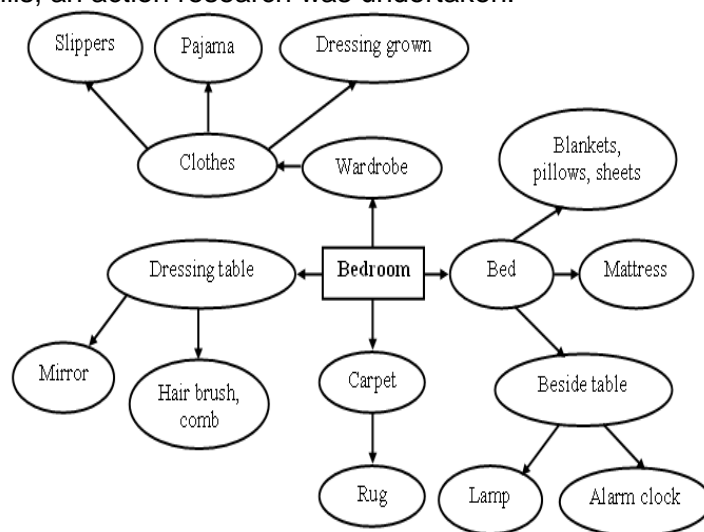 ills, an action research was undertaken.
Slippers
Pajama
Dressing grown
Clothes
Wardrobe
Blankets,
pillows, sheets
Dressing table
Bedroom
Bed
Mattress
Mirror
Hair brush,
comb
Carpet
Beside table
Rug
Lamp
Alarm clock